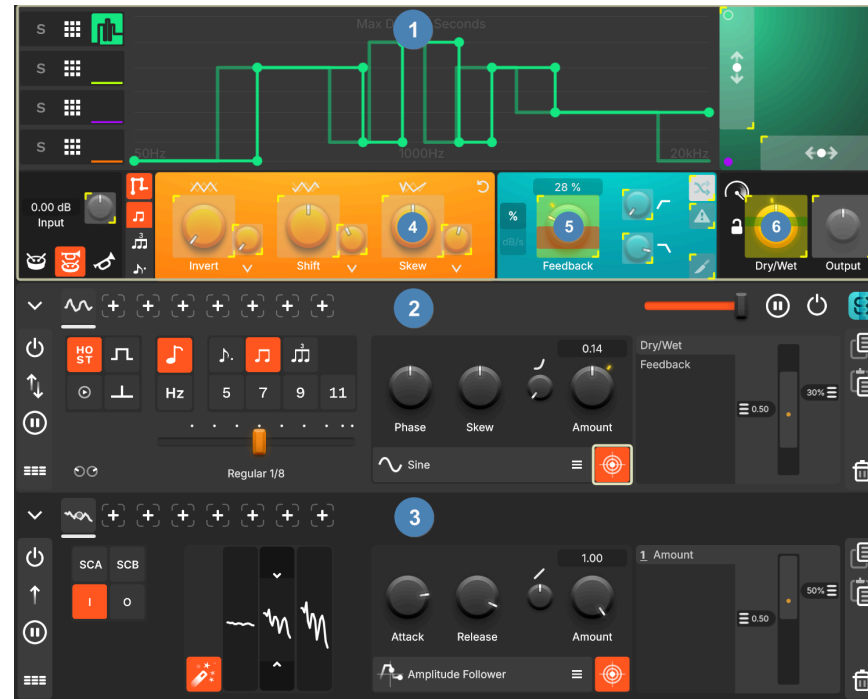 S
Max D Seconds
1
S
S
S
50Hz
1000Hz
20kHz
0.00 dB
Input
3
Invert
Shift
4
Skew
28 %
%
dB/s
5
Feedback
6
Dry/Wet
Output
2
HO
ST
Hz
3
5
7
9
11
Regular 1/8
0.14
Phase
Skew
Amount
Sine
Dry/Wet
Feedback
0.50
30%
3
SCA
SCB
I
O
1.00
Attack
Release
Amount
Amplitude Follower
1 Amount
0.50
50%